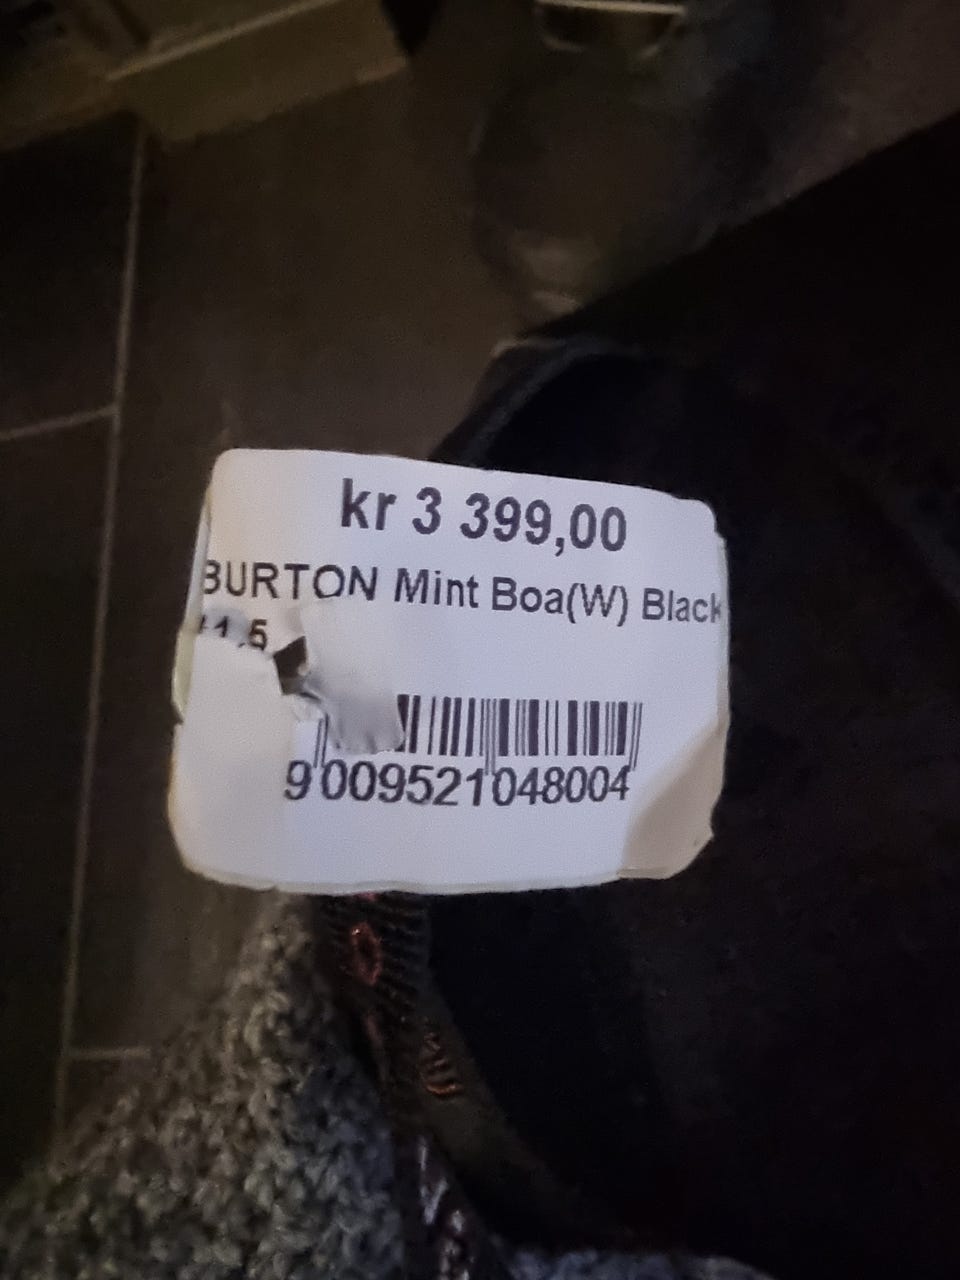 kr 3 399,00
BURTON Mint Boa(W) Black
9 009521 048004